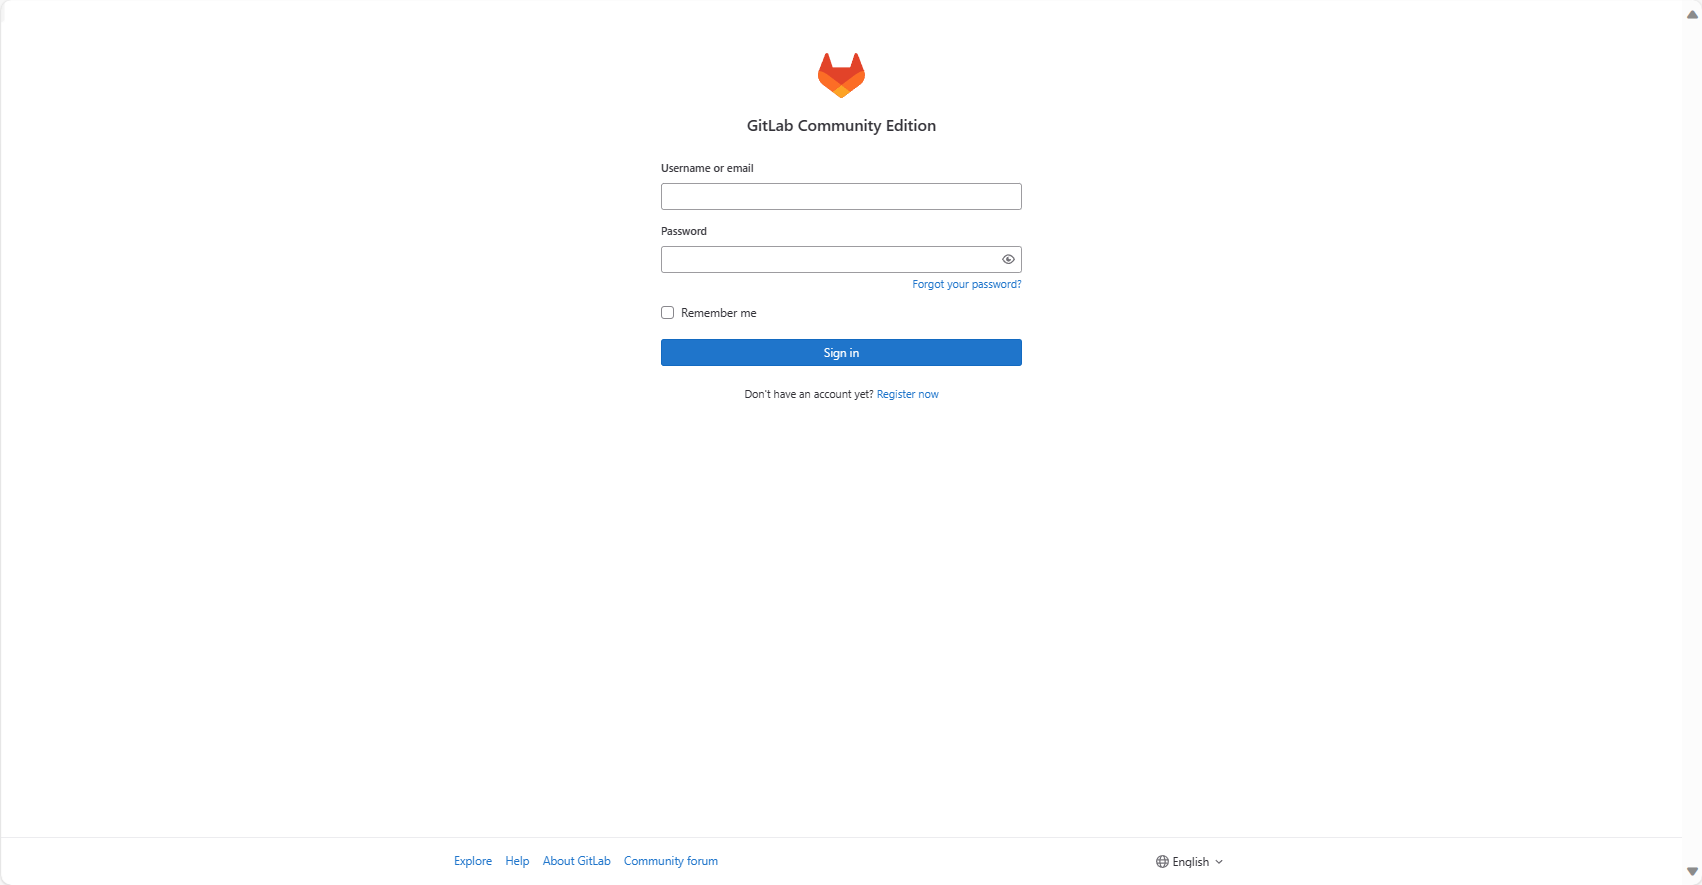 GitLab Community Edition
Username or email
Password
Forgot your password?
Remember me
Sign in
Don't have an account yet? Register now
Explore Help About GitLab Community forum English